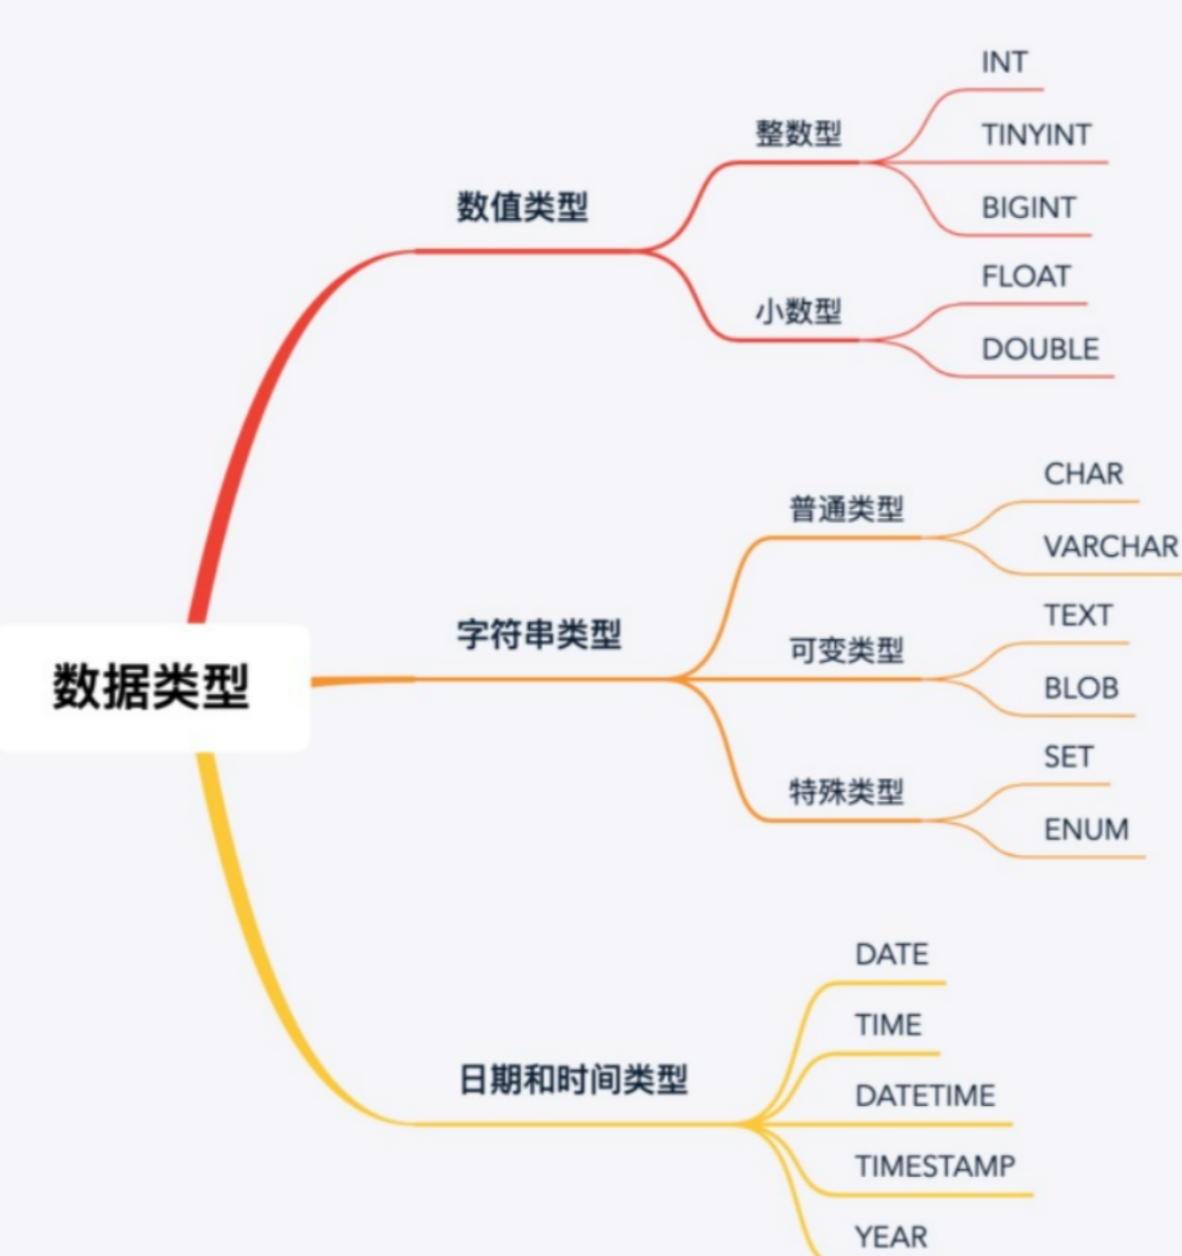 数据类型
数值类型
整数型
INT
TINYINT
BIGINT
小数型
FLOAT
DOUBLE
字符串类型
普通类型
CHAR
VARCHAR
可变类型
TEXT
BLOB
特殊类型
SET
ENUM
日期和时间类型
DATE
TIME
DATETIME
TIMESTAMP
YEAR